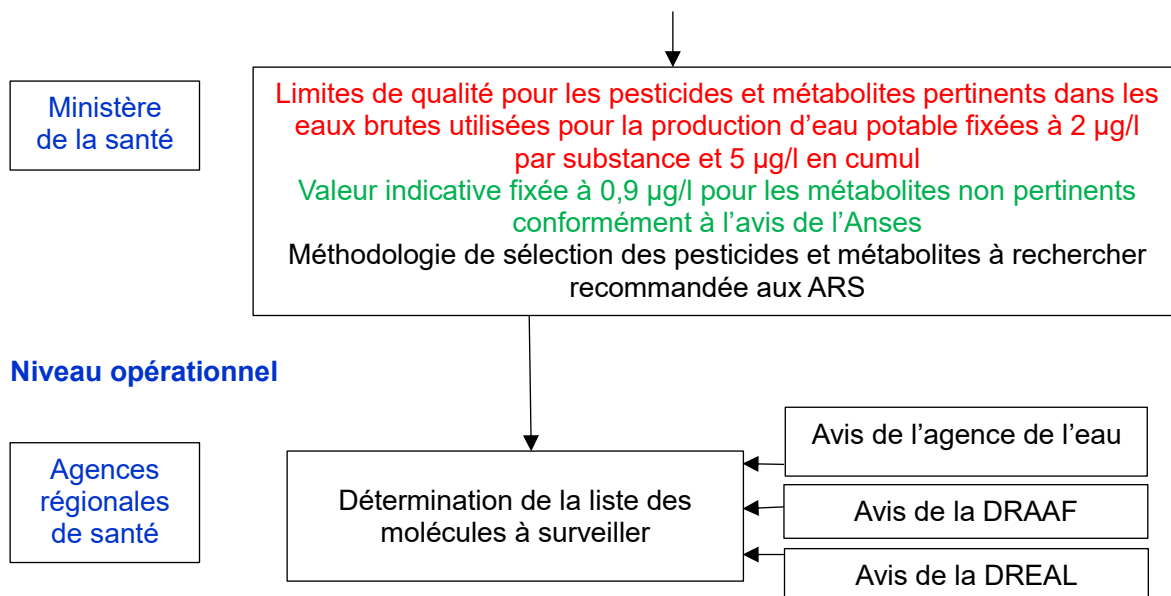 Ministère
de la santé
Limites de qualité pour les pesticides et métabolites pertinents dans les
eaux brutes utilisées pour la production d’eau potable fixées à 2 µg/l
par substance et 5 µg/l en cumul
Valeur indicative fixée à 0,9 µg/l pour les métabolites non pertinents
conformément à l’avis de l’Anses
Méthodologie de sélection des pesticides et métabolites à rechercher
recommandée aux ARS
Niveau opérationnel
Agences
régionales
de santé
Détermination de la liste des
molécules à surveiller
Avis de l’agence de l’eau
Avis de la DRAAF
Avis de la DREAL